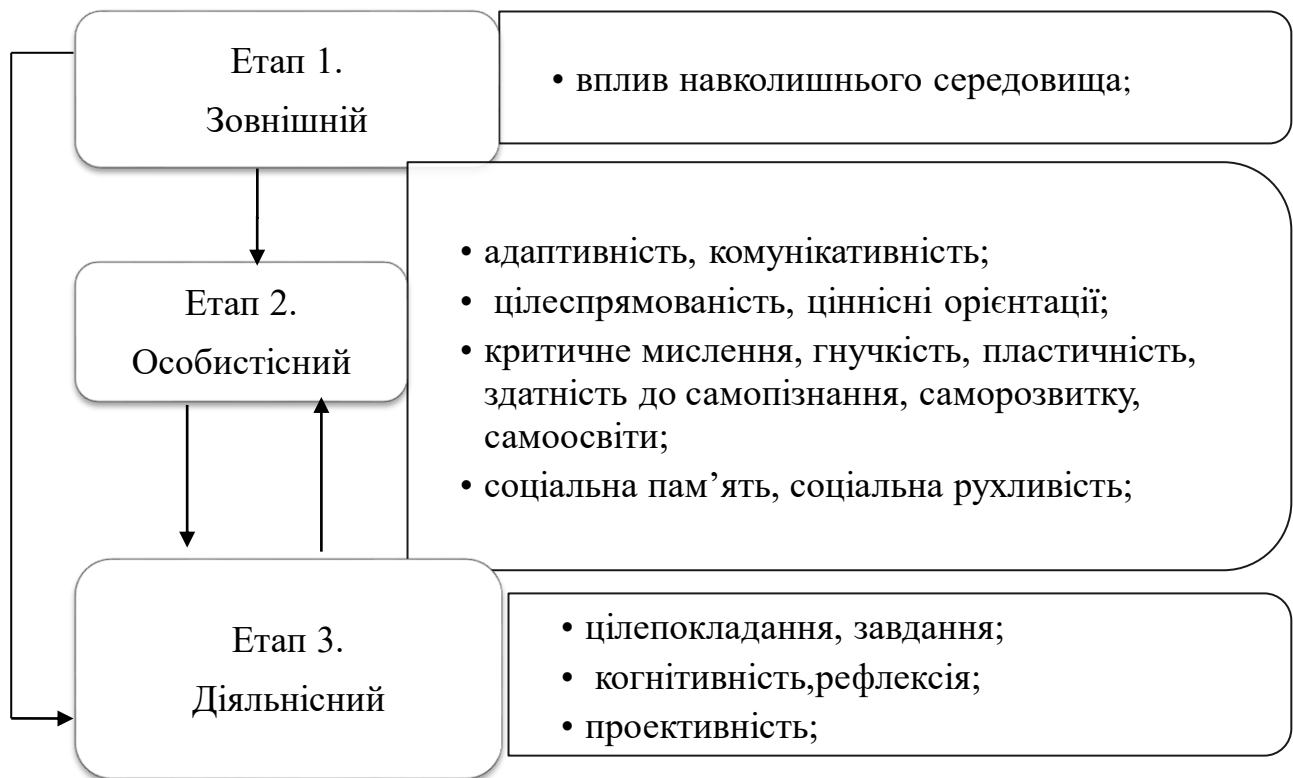 Етап 1.
Зовнішній
• вплив навколишнього середовища;
Етап 2.
Особистісний
• адаптивність, комунікативність;
• цілеспрямованість, ціннісні орієнтації;
• критичне мислення, гнучкість, пластичність,
здатність до самопізнання, саморозвитку,
самоосвіти;
• соціальна пам’ять, соціальна рухливість;
Етап 3.
Діяльнісний
• цілепокладання, завдання;
• когнітивність,рефлексія;
• проективність;